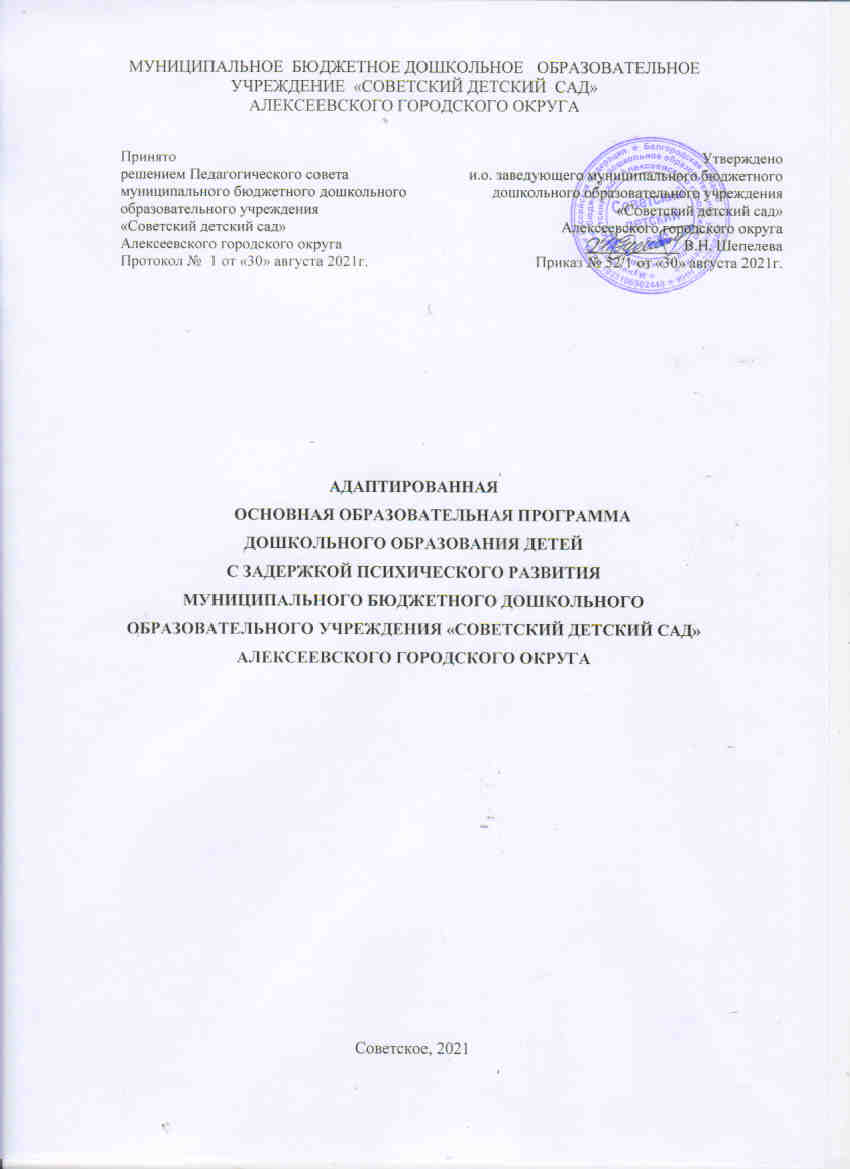 МУНИЦИПАЛЬНОЕ БЮДЖЕТНОЕ ДОШКОЛЬНОЕ ОБРАЗОВАТЕЛЬНОЕ
УЧРЕЖДЕНИЕ «СОВЕТСКИЙ ДЕТСКИЙ САД»
АЛЕКСЕЕВСКОГО ГОРОДСКОГО ОКРУГА
Принято
решением Педагогического совета
муниципального бюджетного дошкольного
образовательного учреждения
«Советский детский сад»
Алексеевского городского округа
Протокол № 1 от «30» августа 2021г.
Утверждено
и.о. заведующего муниципального бюджетного
дошкольного образовательного учреждения
«Советский детский сад»
Алексеевского городского округа
В.Н. Шепелева
Приказ № 52/1 от «30» августа 2021г.
Советский
детский
АДАПТИРОВАННАЯ
ОСНОВНАЯ ОБРАЗОВАТЕЛЬНАЯ ПРОГРАММА
ДОШКОЛЬНОГО ОБРАЗОВАНИЯ ДЕТЕЙ
С ЗАДЕРЖКОЙ ПСИХИЧЕСКОГО РАЗВИТИЯ
МУНИЦИПАЛЬНОГО БЮДЖЕТНОГО ДОШКОЛЬНОГО
ОБРАЗОВАТЕЛЬНОГО УЧРЕЖДЕНИЯ «СОВЕТСКИЙ ДЕТСКИЙ САД»
АЛЕКСЕЕВСКОГО ГОРОДСКОГО ОКРУГА
Советское, 2021